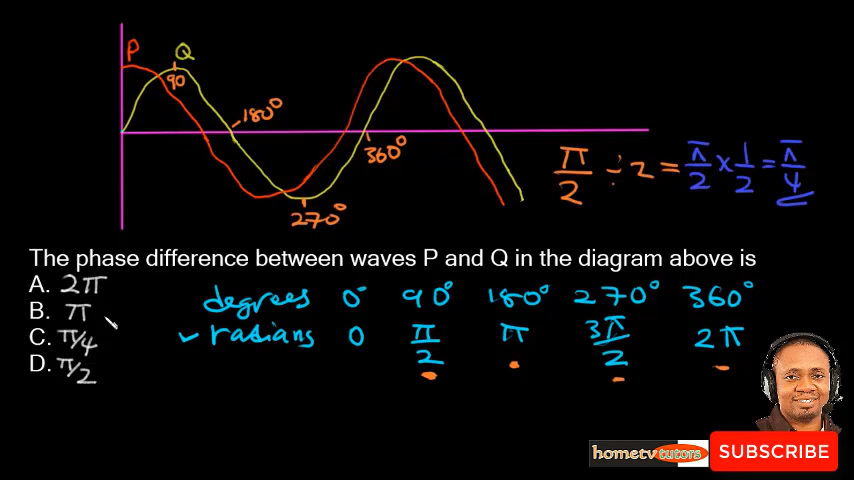 P Q
90
180°
360°
270°
π/2 ÷ 2 = π/2 × 1/2 = π/4
The phase difference between waves P and Q in the diagram above is
A. 2π
B. π
C. π/4
D. π/2
degrees 0° 90° 180° 270° 360°
radians 0 π/2 π 3π/2 2π
hometvtutors
SUBSCRIBE